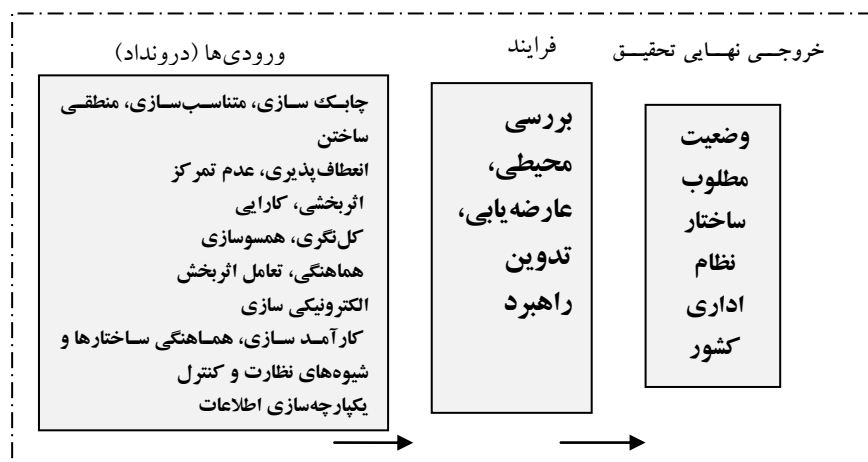 ورودی‌ها (درونداد)
چابک سازی، متناسب‌سازی، منطقی
ساختن
انعطاف‌پذیری، عدم تمرکز
اثربخشی، کارایی
کل‌نگری، همسوسازی
هماهنگی، تعامل اثربخش
الکترونیکی سازی
کارآمد سازی، هماهنگی ساختارها و
شیوه‌های نظارت و کنترل
یکپارچه‌سازی اطلاعات
فرایند
بررسی
محیطی،
عارضه‌یابی،
تدوین
راهبرد
خروجی نهایی تحقیق
وضعیت
مطلوب
ساختار
نظام
اداری
کشور